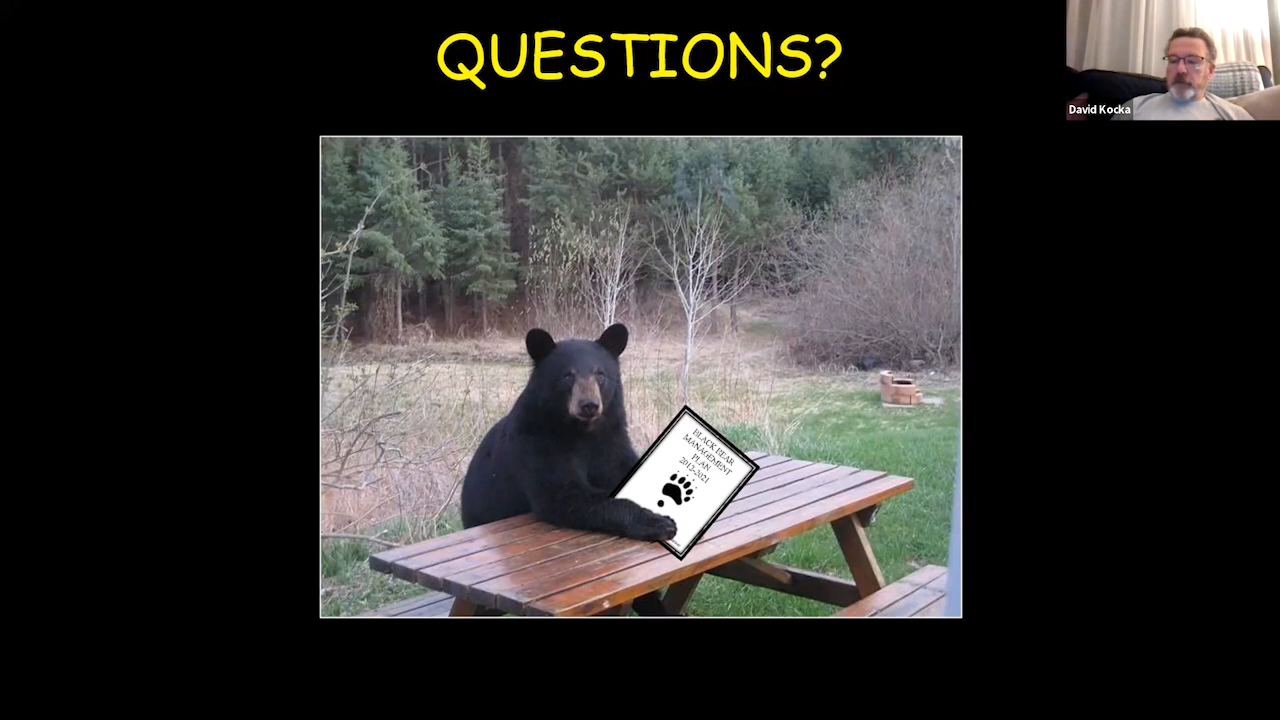 QUESTIONS?
David Kocka
BLACK BEAR
MANAGEMENT
PLAN
2012-2021